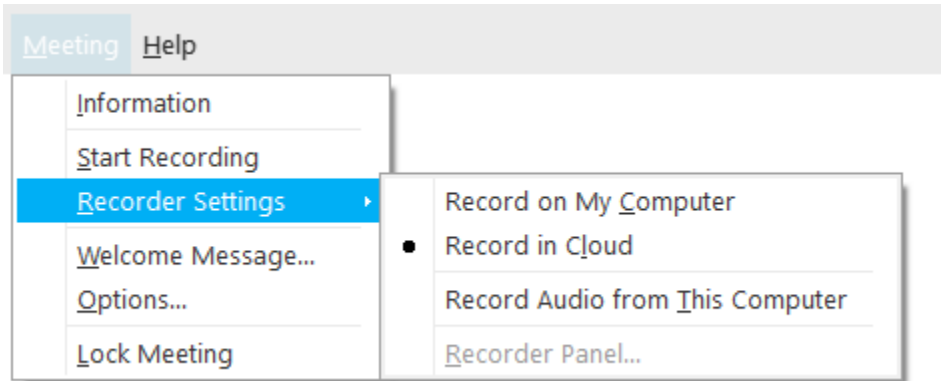 Meeting Help
Information
Start Recording
Recorder Settings
Welcome Message...
Options...
Lock Meeting
Record on My Computer
Record in Cloud
Record Audio from This Computer
Recorder Panel...